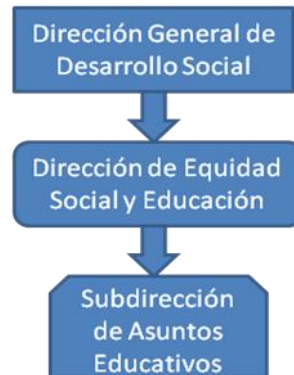 Dirección General de
Desarrollo Social
Dirección de Equidad
Social y Educación
Subdirección
de Asuntos
Educativos